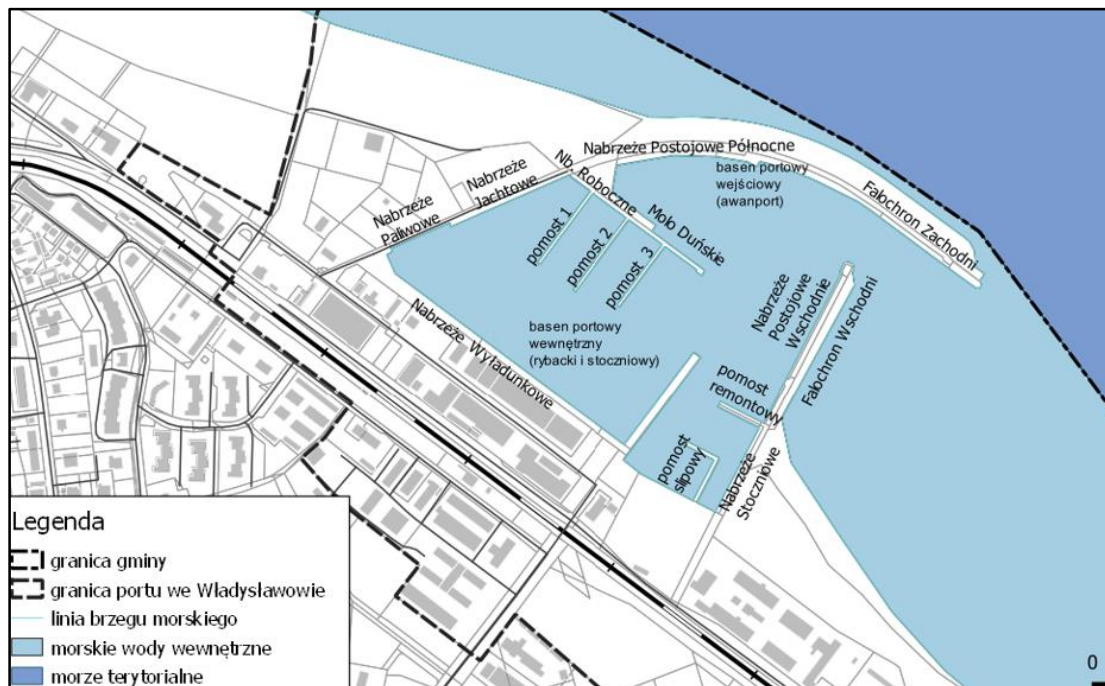 Nabrzeże Postojowe Północne
basen portowy
wejściowy
(awanport)
Nb. Robocze
Nabrzeże
Jachtowe
Nabrzeże
Paliwowe
Falochron Zachodni
Molo Duńskie
pomost 1
pomost 2
pomost 3
Nabrzeże
Postojowe
Wschodnie
Falochron Wschodni
Nabrzeże Wyładunkowe
basen portowy
wewnętrzny
(rybacki i stoczniowy)
pomost
remontowy
pomost
slipowy
Nabrzeże
Stoczniowe
Legenda
granica gminy
granica portu we Władysławowie
linia brzegu morskiego
morskie wody wewnętrzne
morze terytorialne
0